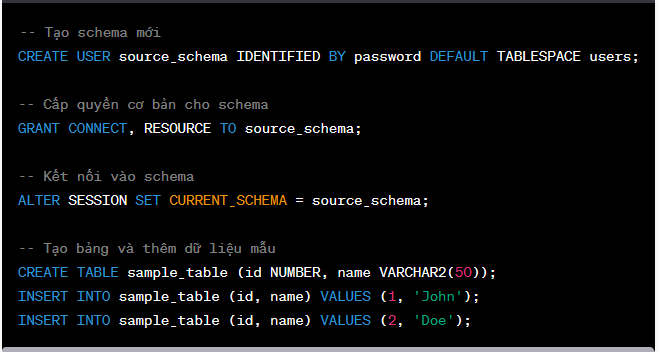 -- Tạo schema mới
CREATE USER source_schema IDENTIFIED BY password DEFAULT TABLESPACE users;
-- Cấp quyền cơ bản cho schema
GRANT CONNECT, RESOURCE TO source_schema;
-- Kết nối vào schema
ALTER SESSION SET CURRENT_SCHEMA = source_schema;
-- Tạo bảng và thêm dữ liệu mẫu
CREATE TABLE sample_table (id NUMBER, name VARCHAR2(50));
INSERT INTO sample_table (id, name) VALUES (1, 'John');
INSERT INTO sample_table (id, name) VALUES (2, 'Doe');